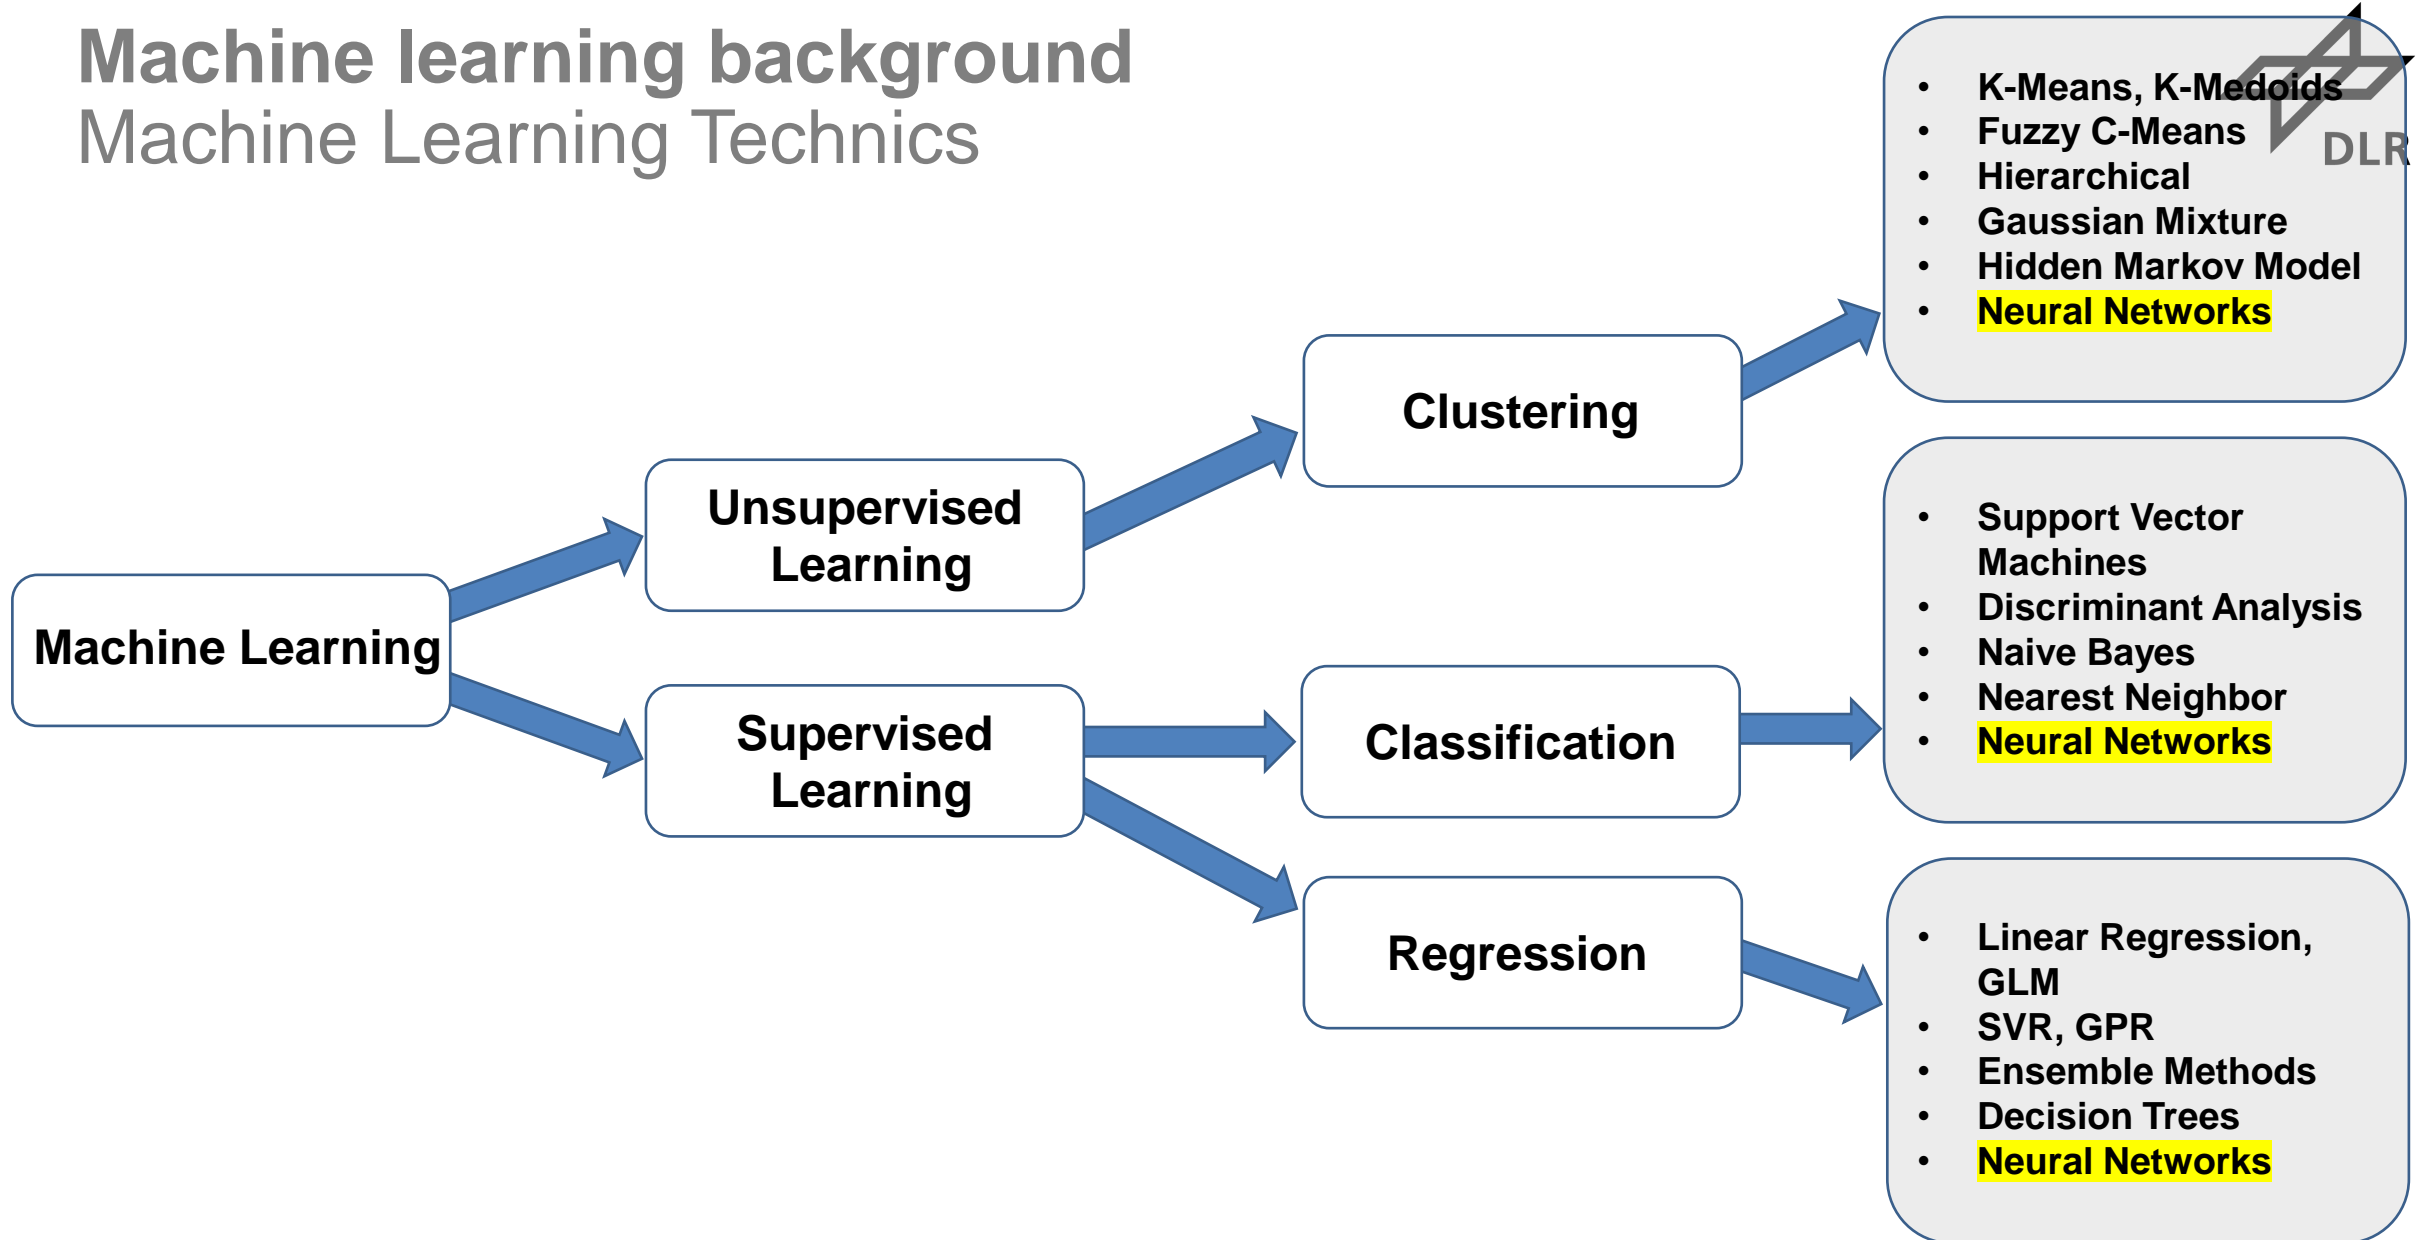 Machine learning background
Machine Learning Technics
DLR
Machine Learning
Unsupervised
Learning
Supervised
Learning
Clustering
Classification
Regression
• K-Means, K-Medoids
• Fuzzy C-Means
• Hierarchical
• Gaussian Mixture
• Hidden Markov Model
• Neural Networks
• Support Vector
Machines
• Discriminant Analysis
• Naive Bayes
• Nearest Neighbor
• Neural Networks
• Linear Regression,
GLM
• SVR, GPR
• Ensemble Methods
• Decision Trees
• Neural Networks